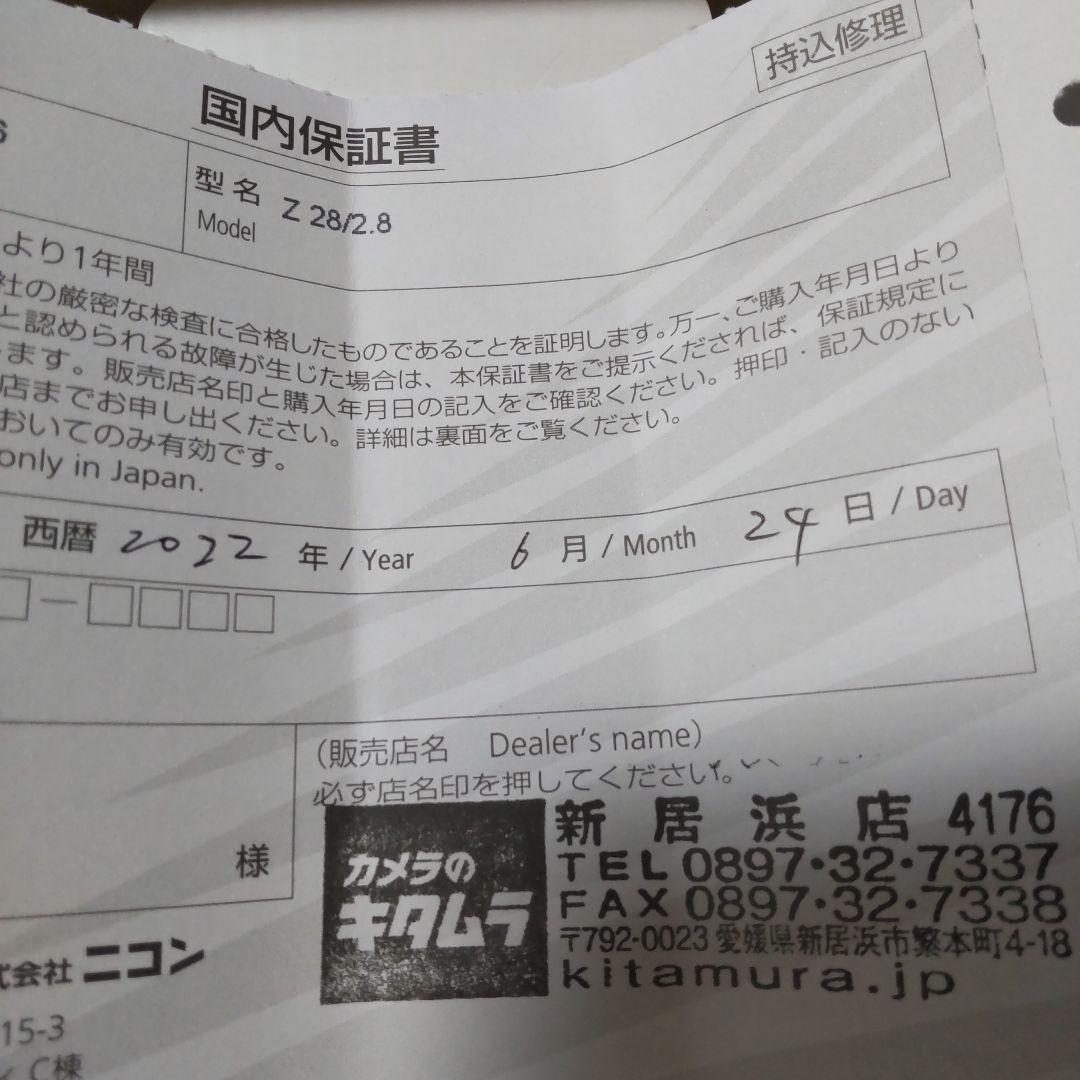 持込修理
国内保証書
6
型名 Z 28/2.8
Model
より1年間
社の厳密な検査に合格したものであることを証明します。万一、ご購入年月日より
と認められる故障が生じた場合は、本保証書をご提示くだされば、保証規定に
ます。販売店名印と購入年月日の記入をご確認ください。押印・記入のない
店までお申し出ください。詳細は裏面をご覧ください。
おいてのみ有効です。
only in Japan.
西暦 2022 年 / Year 6 月 / Month 24 日 / Day
(販売店名 Dealer's name)
必ず店名印を押してください。
様
カメラの
キタムラ
新居浜店 4176
TEL 0897・32・7337
FAX 0897・32・7338
〒792-0023 愛媛県新居浜市繁本町4-18
kitamura.jp
式会社 ニコン
15-3
C棟